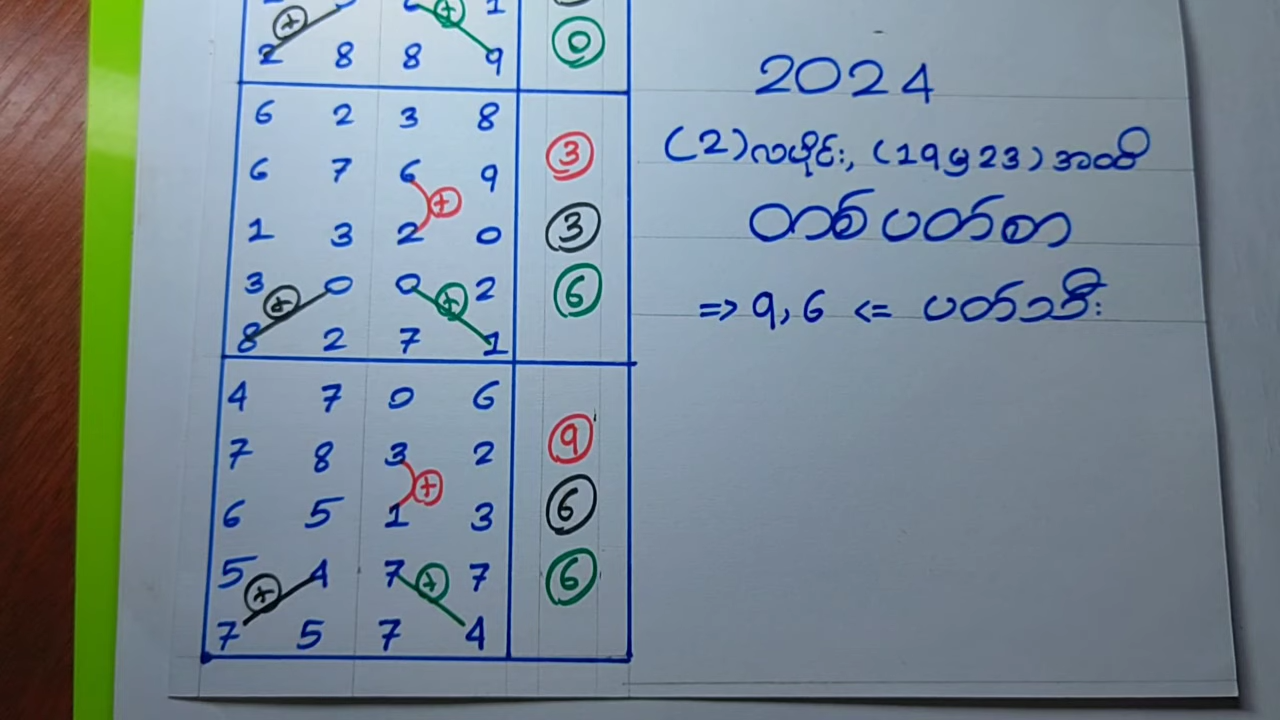 1
2 8 8 9
0
6 2 3 8
6 7 6 9
1 3 2 0
3 0 0 2
8 2 7 1
3
3
6
4 7 0 6
7 8 3 2
6 5 1 3
5 4 7 7
7 5 7 4
9
6
6
2024
(2)လပိုင်း, (19မှ23)အထိ
တစ်ပတ်စာ
=> 9,6 <= ပတ်သီး